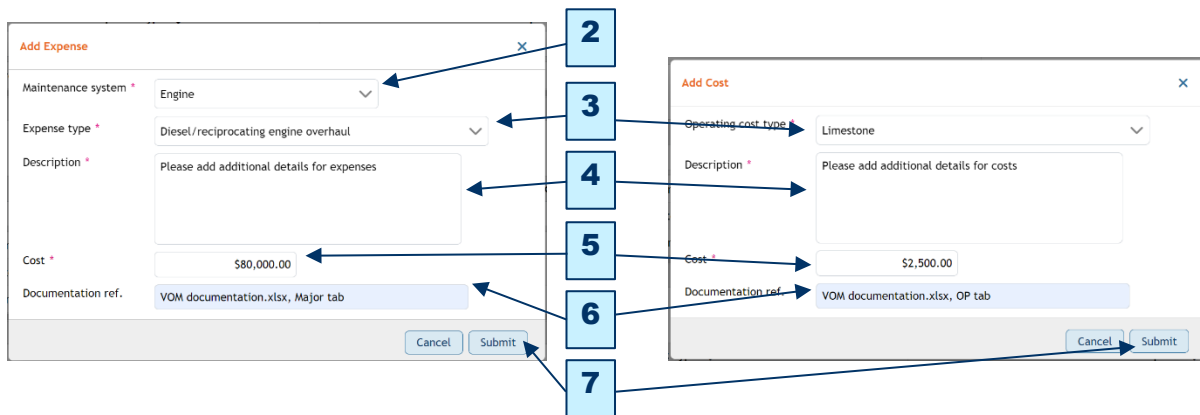 Add Expense
×
Maintenance system *
Engine
Expense type *
Diesel/reciprocating engine overhaul
Description *
Please add additional details for expenses
Cost *
$80,000.00
Documentation ref.
VOM documentation.xlsx, Major tab
Cancel
Submit
2
3
4
5
6
7
Add Cost
×
Operating cost type *
Limestone
Description *
Please add additional details for costs
Cost *
$2,500.00
Documentation ref.
VOM documentation.xlsx, OP tab
Cancel
Submit